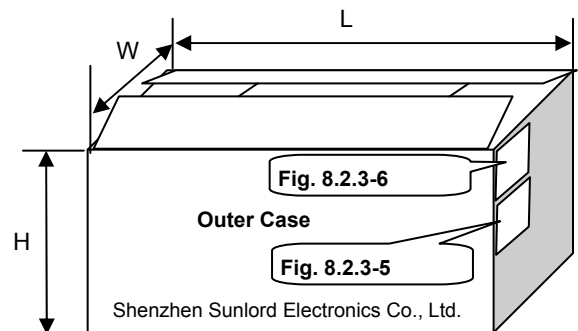 L
W
Fig. 8.2.3-6
Outer Case
H
Fig. 8.2.3-5
Shenzhen Sunlord Electronics Co., Ltd.